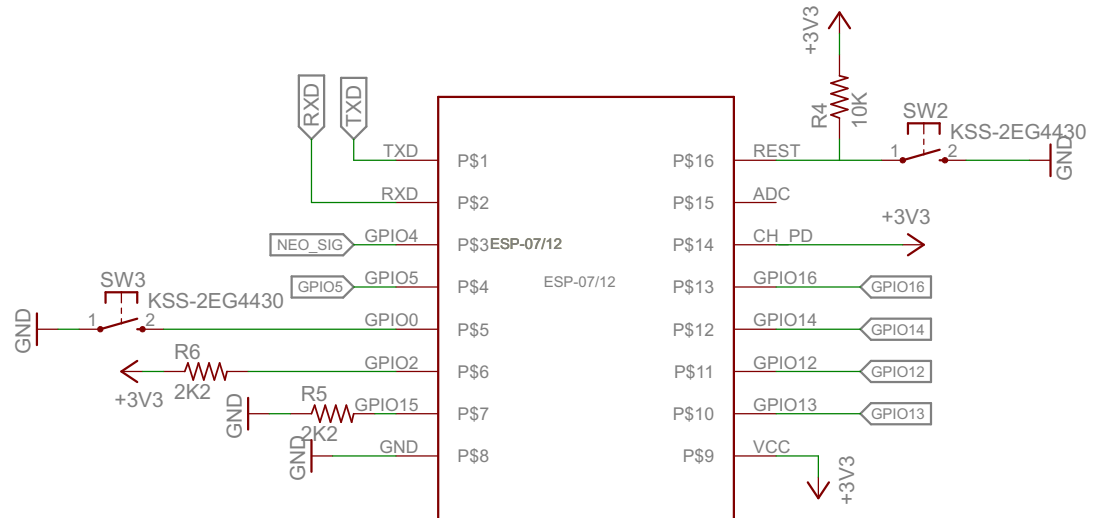 +3V3
R4
10K
SW2
KSS-2EG4430
1
2
GND
RXD
TXD
TXD
P$1
P$16
REST
RXD
P$2
P$15
ADC
NEO_SIG
GPIO4
P$3
ESP-07/12
P$14
CH_PD
+3V3
GPIO5
GPIO5
P$4
ESP-07/12
P$13
GPIO16
GPIO16
SW3
KSS-2EG4430
GND
1
2
GPIO0
P$5
P$12
GPIO14
GPIO14
+3V3
R6
2K2
GPIO2
P$6
P$11
GPIO12
GPIO12
GND
R5
2K2
GPIO15
P$7
P$10
GPIO13
GPIO13
GND
GND
P$8
P$9
VCC
+3V3